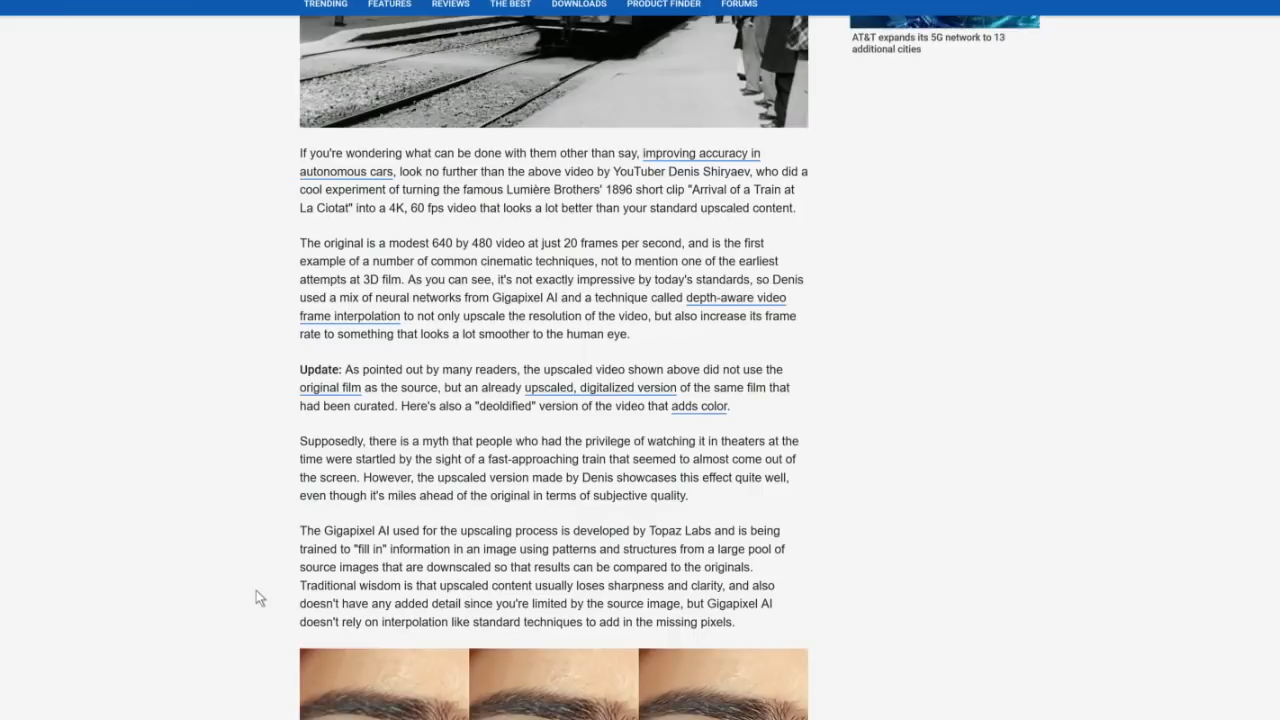 TRENDING FEATURES REVIEWS THE BEST DOWNLOADS PRODUCT FINDER FORUMS
AT&T expands its 5G network to 13
additional cities
If you're wondering what can be done with them other than say, improving accuracy in
autonomous cars, look no further than the above video by YouTuber Denis Shiryaev, who did a
cool experiment of turning the famous Lumière Brothers' 1896 short clip "Arrival of a Train at
La Ciotat" into a 4K, 60 fps video that looks a lot better than your standard upscaled content.
The original is a modest 640 by 480 video at just 20 frames per second, and is the first
example of a number of common cinematic techniques, not to mention one of the earliest
attempts at 3D film. As you can see, it's not exactly impressive by today's standards, so Denis
used a mix of neural networks from Gigapixel AI and a technique called depth-aware video
frame interpolation to not only upscale the resolution of the video, but also increase its frame
rate to something that looks a lot smoother to the human eye.
Update: As pointed out by many readers, the upscaled video shown above did not use the
original film as the source, but an already upscaled, digitalized version of the same film that
had been curated. Here's also a "deoldified" version of the video that adds color.
Supposedly, there is a myth that people who had the privilege of watching it in theaters at the
time were startled by the sight of a fast-approaching train that seemed to almost come out of
the screen. However, the upscaled version made by Denis showcases this effect quite well,
even though it's miles ahead of the original in terms of subjective quality.
The Gigapixel AI used for the upscaling process is developed by Topaz Labs and is being
trained to "fill in" information in an image using patterns and structures from a large pool of
source images that are downscaled so that results can be compared to the originals.
Traditional wisdom is that upscaled content usually loses sharpness and clarity, and also
doesn't have any added detail since you're limited by the source image, but Gigapixel AI
doesn't rely on interpolation like standard techniques to add in the missing pixels.